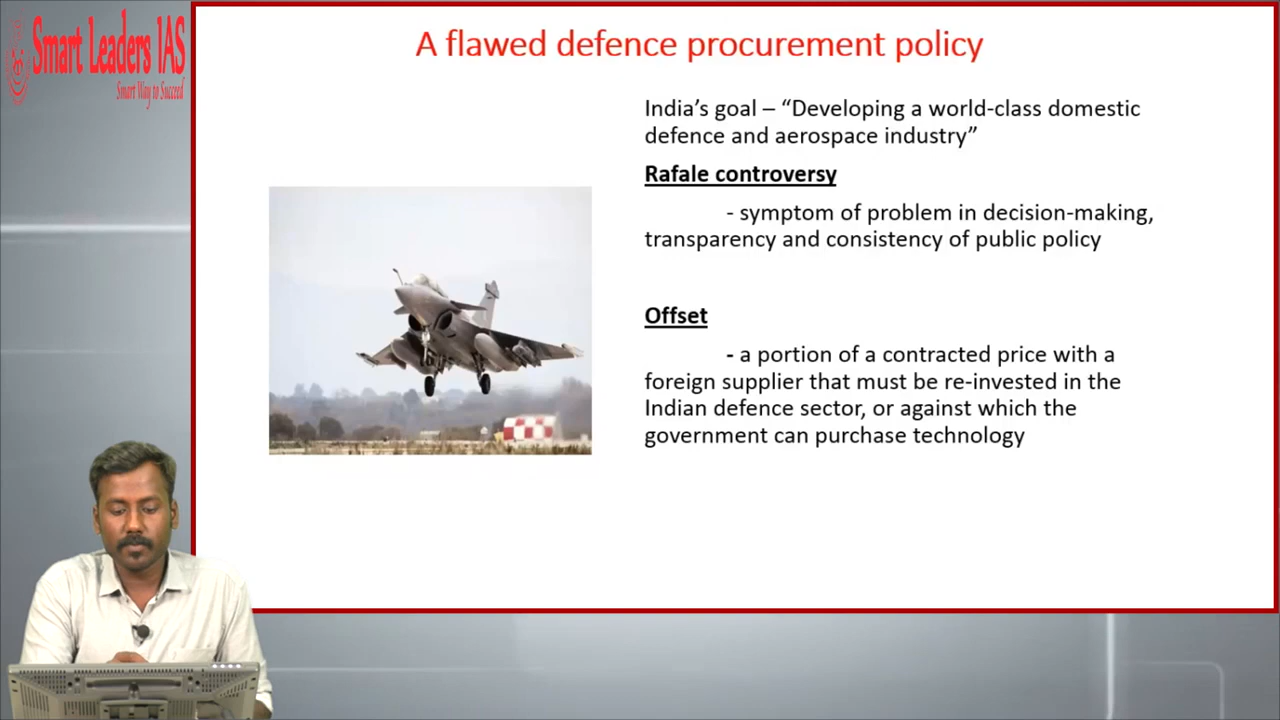 Smart Leaders IAS
Smart Way to Succeed
A flawed defence procurement policy
India’s goal – “Developing a world-class domestic
defence and aerospace industry”
Rafale controversy
- symptom of problem in decision-making,
transparency and consistency of public policy
Offset
- a portion of a contracted price with a
foreign supplier that must be re-invested in the
Indian defence sector, or against which the
government can purchase technology